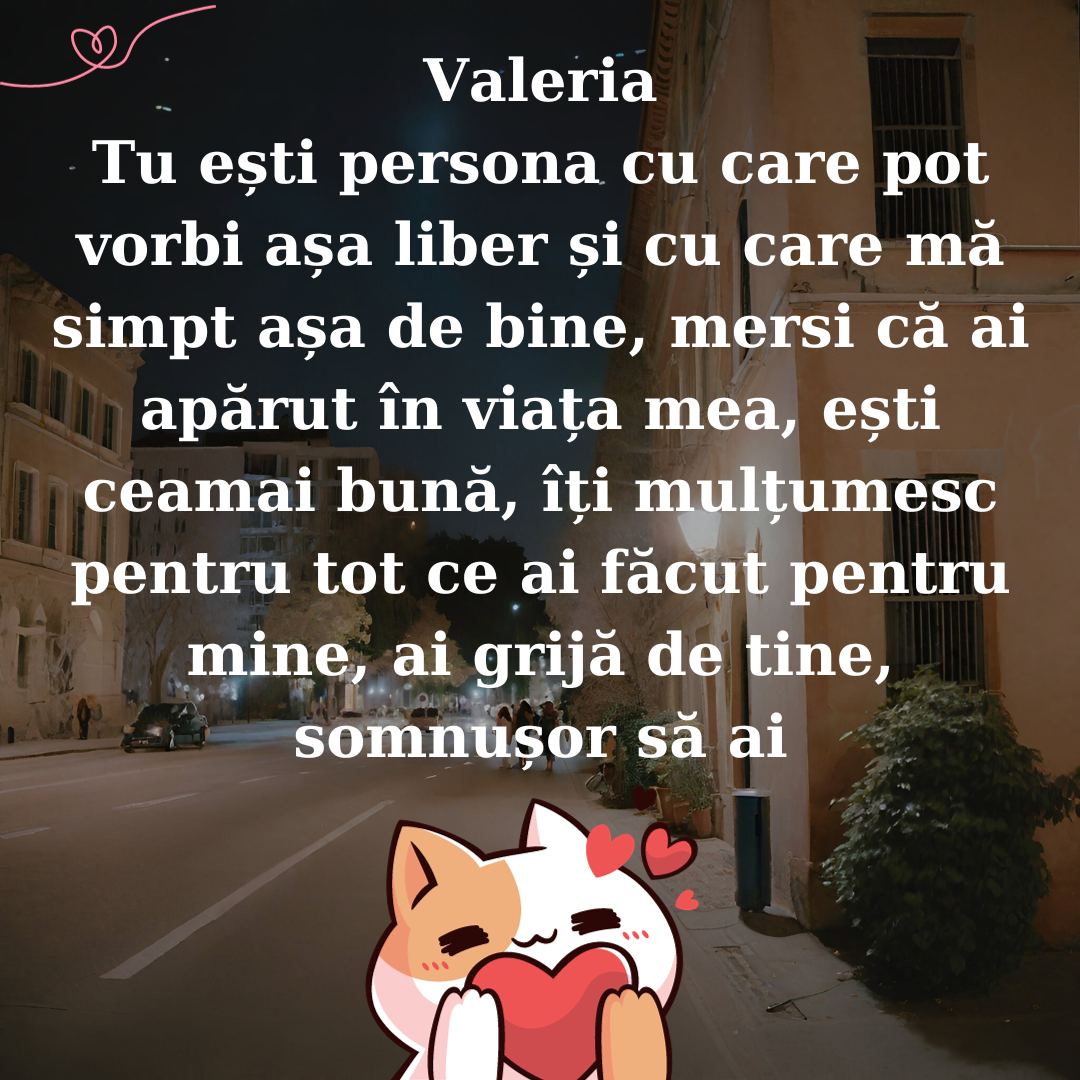 Valeria
Tu ești persona cu care pot
vorbi așa liber și cu care mă
simpt așa de bine, mersi că ai
apărut în viața mea, ești
ceamai bună, îți mulțumesc
pentru tot ce ai făcut pentru
mine, ai grijă de tine,
somnușor să ai